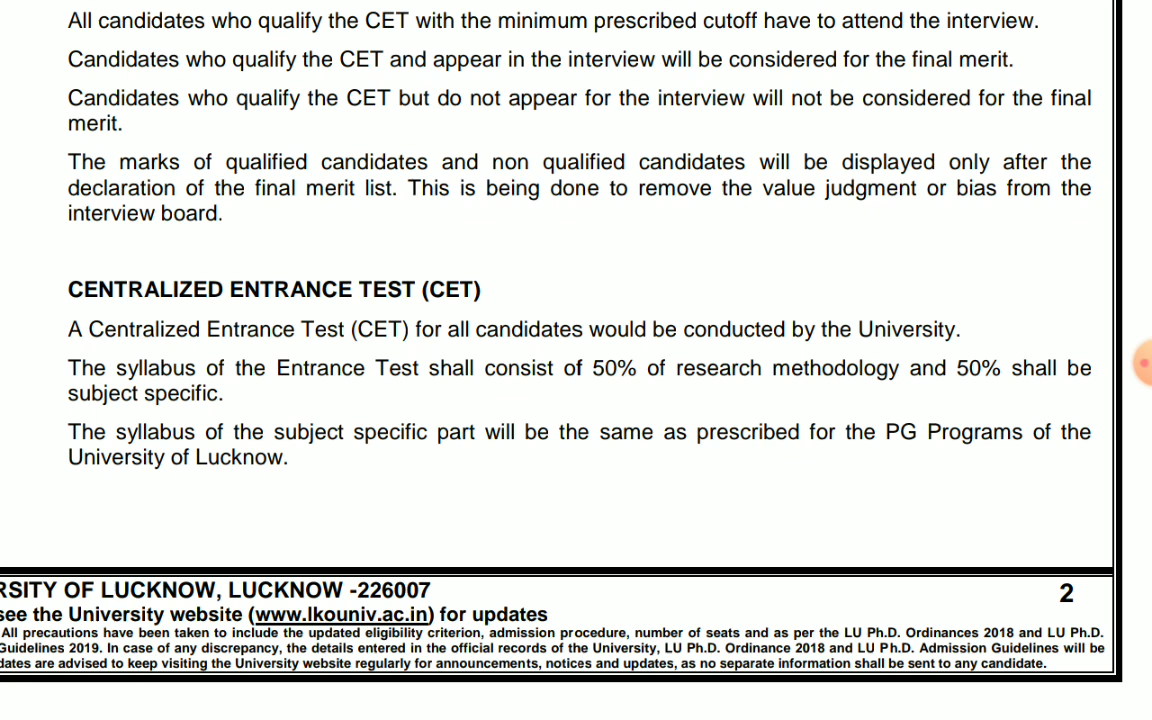 All candidates who qualify the CET with the minimum prescribed cutoff have to attend the interview.
Candidates who qualify the CET and appear in the interview will be considered for the final merit.
Candidates who qualify the CET but do not appear for the interview will not be considered for the final
merit.
The marks of qualified candidates and non qualified candidates will be displayed only after the
declaration of the final merit list. This is being done to remove the value judgment or bias from the
interview board.
CENTRALIZED ENTRANCE TEST (CET)
A Centralized Entrance Test (CET) for all candidates would be conducted by the University.
The syllabus of the Entrance Test shall consist of 50% of research methodology and 50% shall be
subject specific.
The syllabus of the subject specific part will be the same as prescribed for the PG Programs of the
University of Lucknow.
RSITY OF LUCKNOW, LUCKNOW -226007
2
see the University website (www.lkouniv.ac.in) for updates
All precautions have been taken to include the updated eligibility criterion, admission procedure, number of seats and as per the LU Ph.D. Ordinances 2018 and LU Ph.D.
Guidelines 2019. In case of any discrepancy, the details entered in the official records of the University, LU Ph.D. Ordinance 2018 and LU Ph.D. Admission Guidelines will be
dates are advised to keep visiting the University website regularly for announcements, notices and updates, as no separate information shall be sent to any candidate.